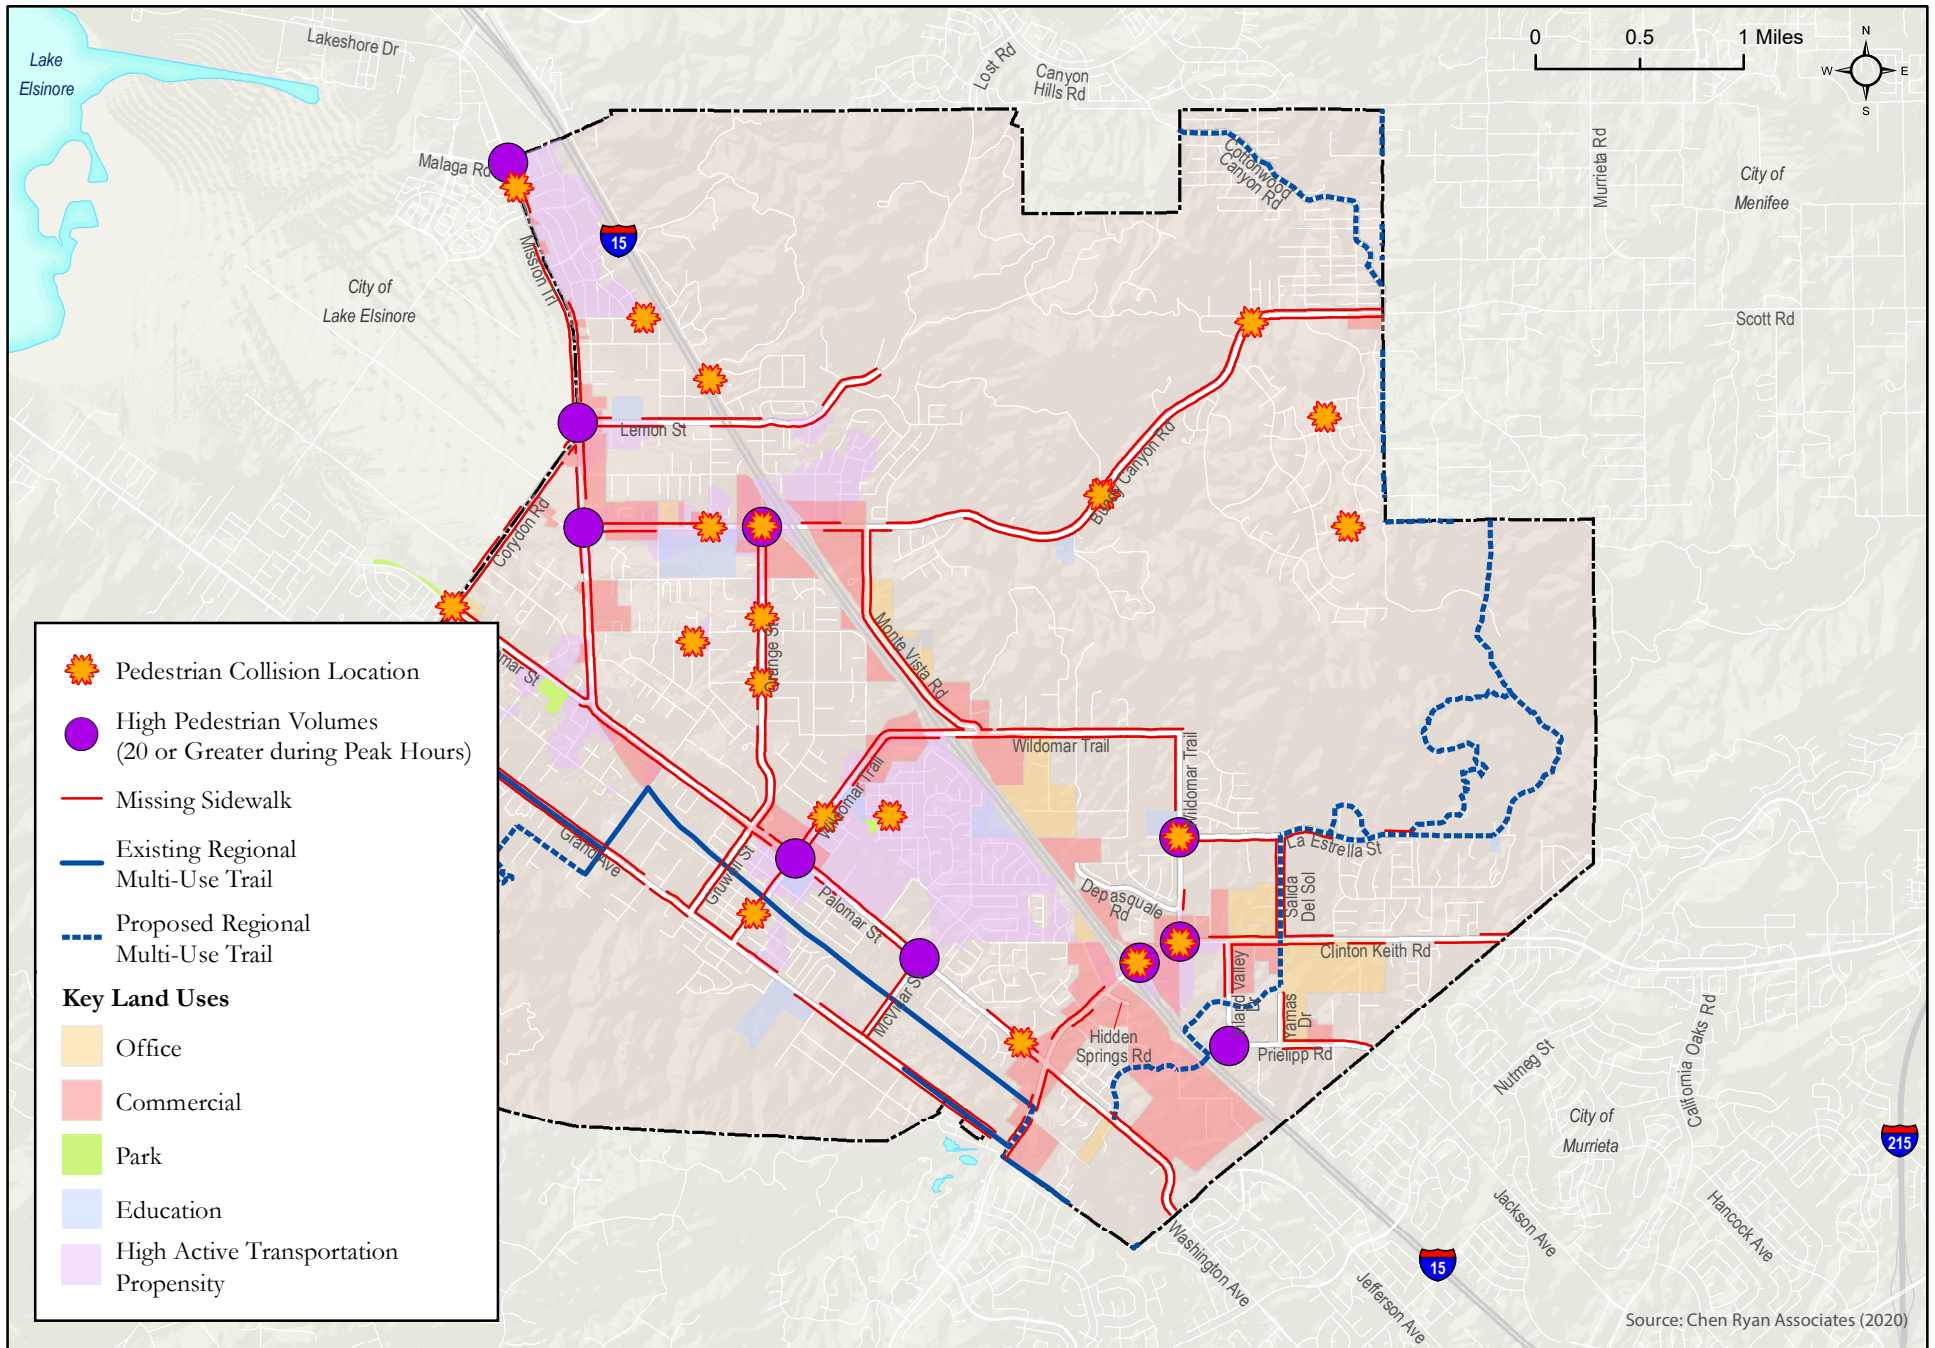 Lake
Elsinore
Lakeshore Dr
Lost Rd
Canyon
Hills Rd
0 0.5 1 Miles
N
W E
S
Malaga Rd
Cottonwood
Canyon Rd
Murrieta Rd
City of
Menifee
15
Mission Trl
City of
Lake Elsinore
Scott Rd
Lemon St
Bundy Canyon Rd
Corydon Rd
Orange St
Monte Vista Rd
omar St
Wildomar Trail
Wildomar Trail
Wildomar Trail
Grand Ave
Gruwell St
La Estrella St
Depasquale
Rd
Salida
Del Sol
Palomar St
Clinton Keith Rd
Inland Valley
Dr
McVicar St
Yamas
Dr
Hidden
Springs Rd
Prielipp Rd
Nutmeg St
California Oaks Rd
City of
Murrieta
215
Jackson Ave
Hancock Ave
Washington Ave
15
Jefferson Ave
Pedestrian Collision Location
High Pedestrian Volumes
(20 or Greater during Peak Hours)
Missing Sidewalk
Existing Regional
Multi-Use Trail
Proposed Regional
Multi-Use Trail
Key Land Uses
Office
Commercial
Park
Education
High Active Transportation
Propensity
Source: Chen Ryan Associates (2020)